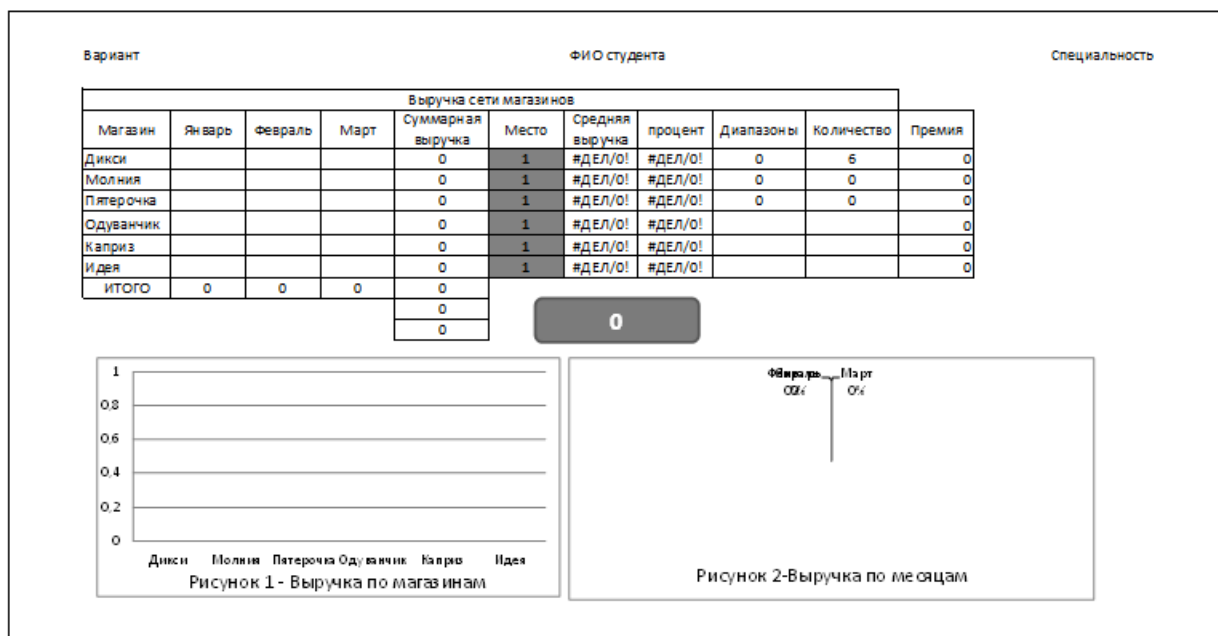 Вариант ФИО студента Специальность
Выручка сети магазинов
Магазин Январь Февраль Март Суммарная выручка Место Средняя выручка процент Диапазоны Количество Премия
Дикси 0 1 #ДЕЛ/0! #ДЕЛ/0! 0 6 0
Молния 0 1 #ДЕЛ/0! #ДЕЛ/0! 0 0 0
Пятерочка 0 1 #ДЕЛ/0! #ДЕЛ/0! 0 0 0
Одуванчик 0 1 #ДЕЛ/0! #ДЕЛ/0! 0
Каприз 0 1 #ДЕЛ/0! #ДЕЛ/0! 0
Идея 0 1 #ДЕЛ/0! #ДЕЛ/0! 0
ИТОГО 0 0 0 0
0
0
0
1
0,8
0,6
0,4
0,2
0
Дикси Молния Пятерочка Одуванчик Каприз Идея
Рисунок 1 - Выручка по магазинам
Март
0%
Рисунок 2-Выручка по месяцам